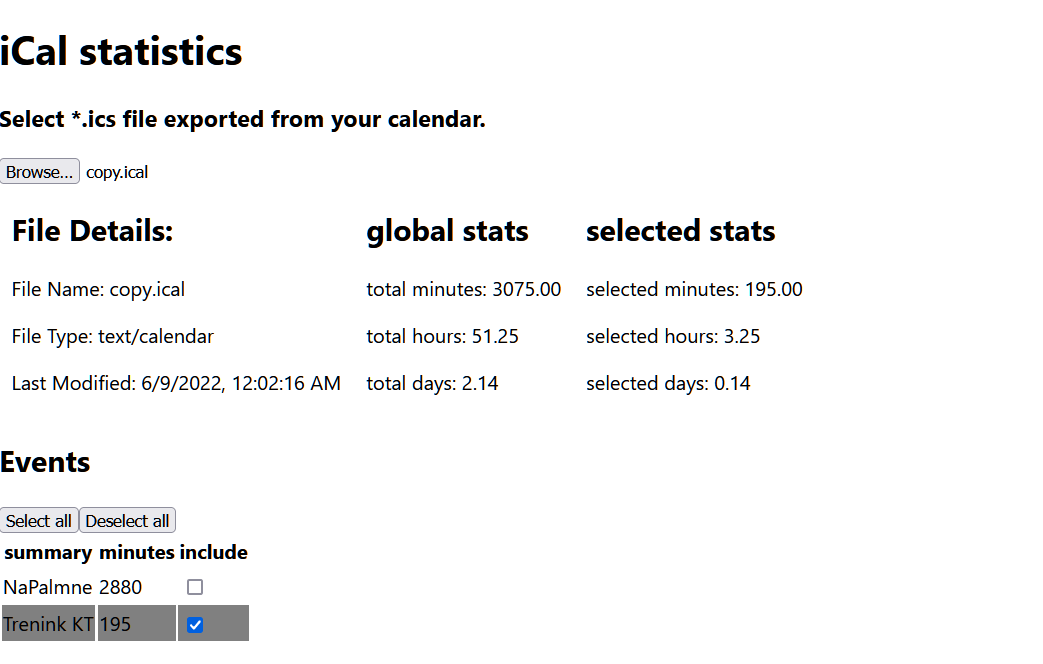 iCal statistics
Select *.ics file exported from your calendar.
Browse... copy.ical
File Details: global stats selected stats
File Name: copy.ical total minutes: 3075.00 selected minutes: 195.00
File Type: text/calendar total hours: 51.25 selected hours: 3.25
Last Modified: 6/9/2022, 12:02:16 AM total days: 2.14 selected days: 0.14
Events
Select all Deselect all
summary minutes include
NaPalmne 2880
Trenink KT 195